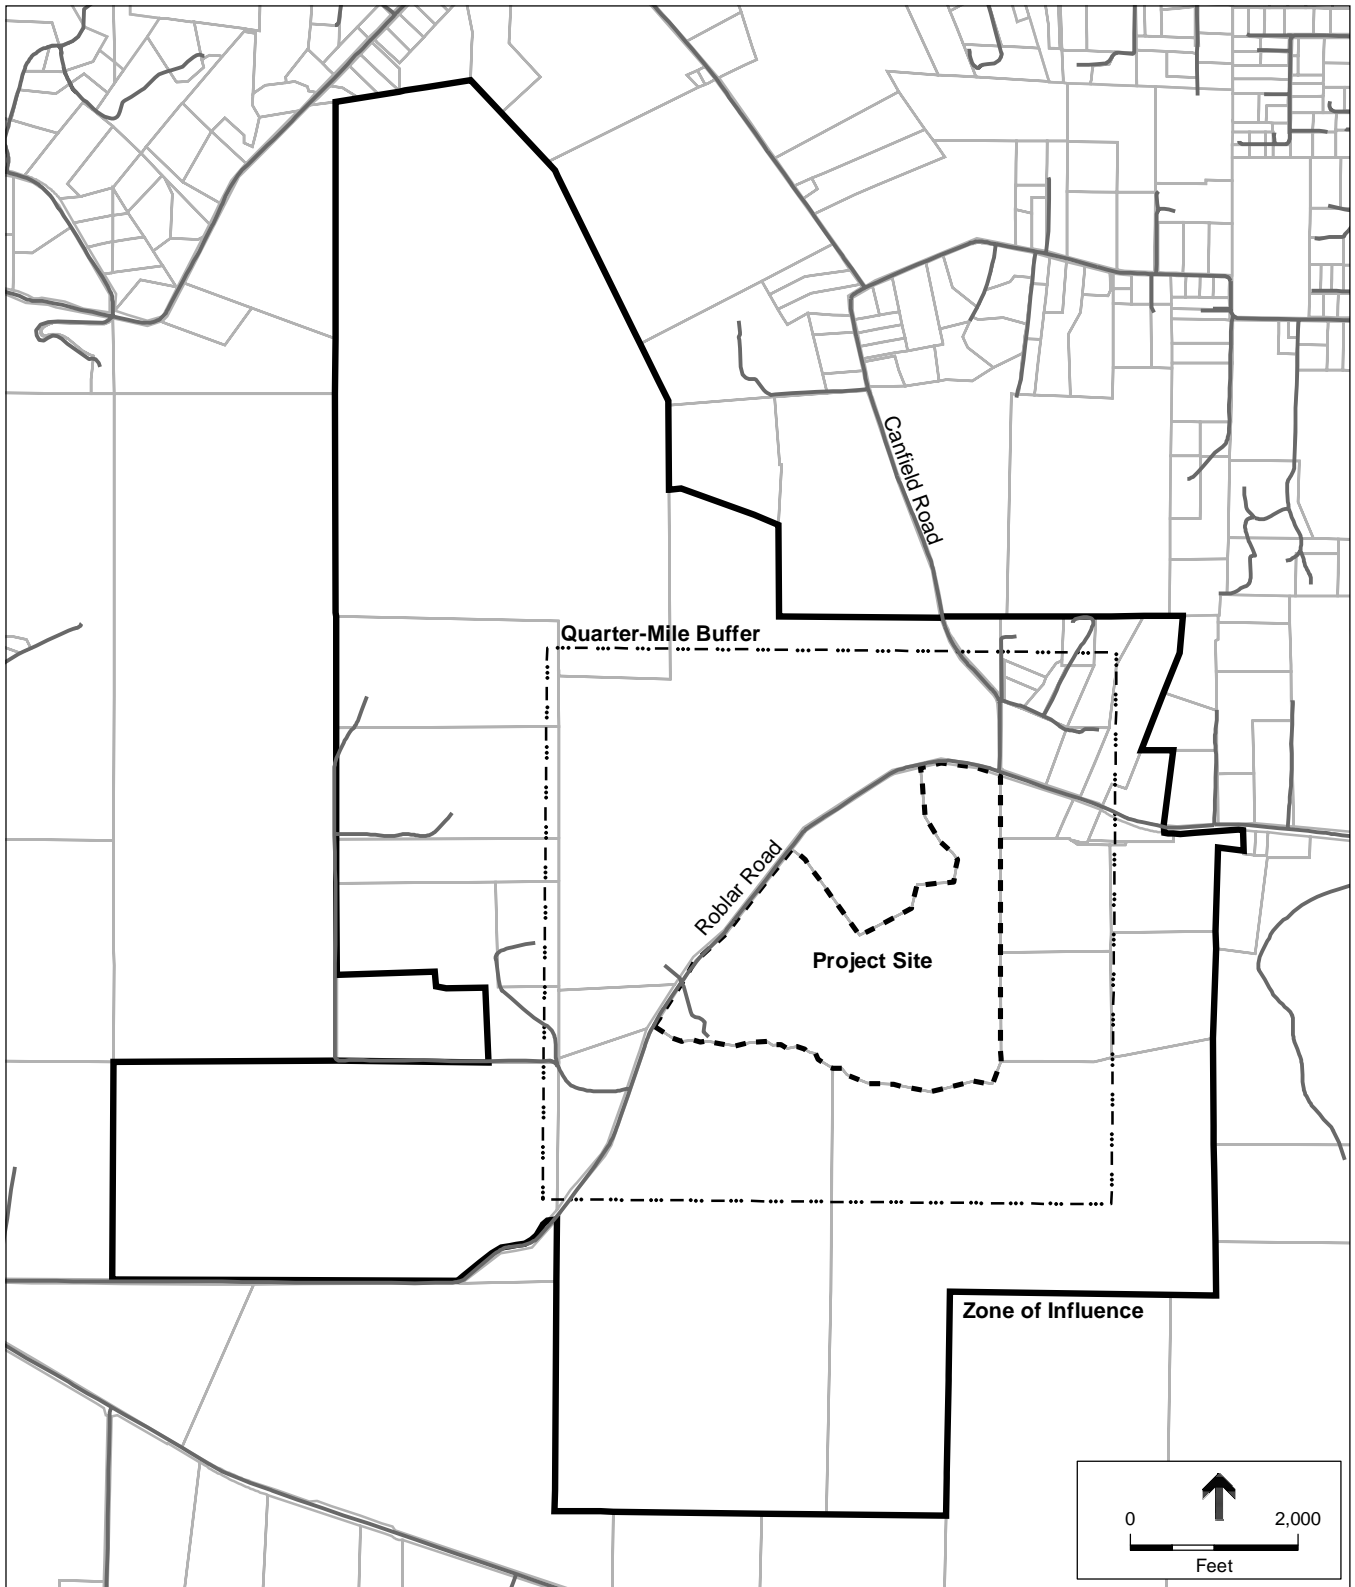 Canfield Road
Quarter-Mile Buffer
Roblar Road
Project Site
Zone of Influence
0 2,000
Feet